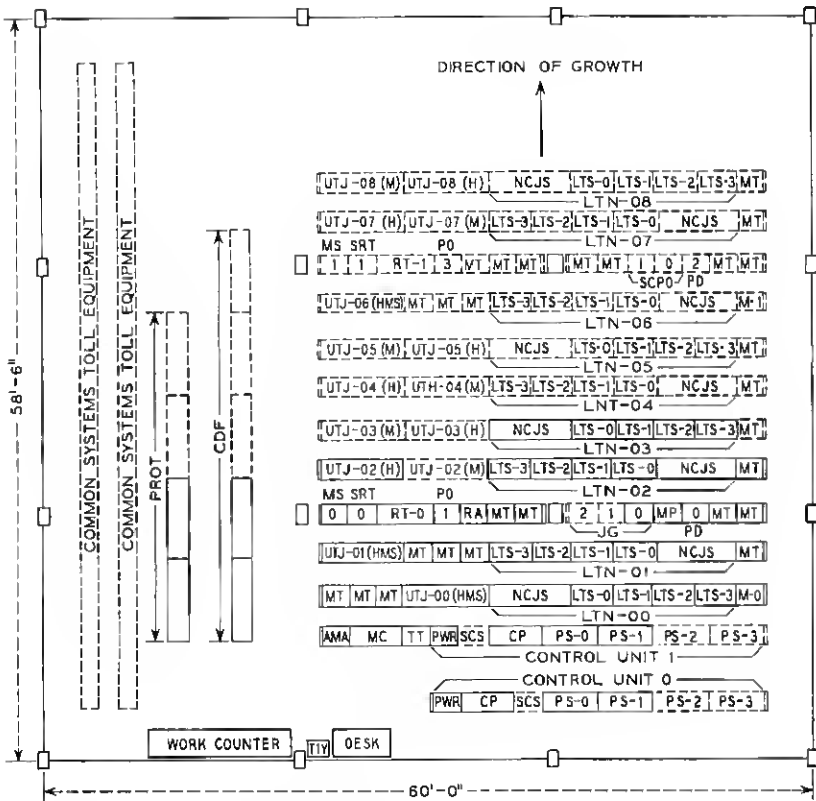 DIRECTION OF GROWTH
UTJ-08 (M) UTJ-08 (H) NCJS LTS-0 LTS-1 LTS-2 LTS-3 MT
LTN-08
UTJ-07 (H) UTJ-07 (M) LTS-3 LTS-2 LTS-1 LTS-0 NCJS MT
LTN-07
MS SRT PO
1 1 RT-1 3 MT MT MT MT MT 1 0 2 MT MT
SCPO PD
UTJ-06 (HMS) MT MT MT LTS-3 LTS-2 LTS-1 LTS-0 NCJS M-1
LTN-06
UTJ-05 (M) UTJ-05 (H) NCJS LTS-0 LTS-1 LTS-2 LTS-3 MT
LTN-05
UTJ-04 (H) UTH-04 (M) LTS-3 LTS-2 LTS-1 LTS-0 NCJS MT
LNT-04
UTJ-03 (M) UTJ-03 (H) NCJS LTS-0 LTS-1 LTS-2 LTS-3 MT
LTN-03
UTJ-02 (H) UTJ-02 (M) LTS-3 LTS-2 LTS-1 LTS-0 NCJS MT
LTN-02
MS SRT PO
0 0 RT-0 1 RA MT MT 2 1 0 MP 0 MT MT
JG PD
UTJ-01 (HMS) MT MT MT LTS-3 LTS-2 LTS-1 LTS-0 NCJS MT
LTN-01
MT MT MT UTJ-00 (HMS) NCJS LTS-0 LTS-1 LTS-2 LTS-3 M-0
LTN-00
AMA MC TT PWR SCS CP PS-0 PS-1 PS-2 PS-3
CONTROL UNIT 1
CONTROL UNIT 0
PWR CP SCS PS-0 PS-1 PS-2 PS-3
COMMON SYSTEMS TOLL EQUIPMENT
COMMON SYSTEMS TOLL EQUIPMENT
PROT
CDF
58'-6"
WORK COUNTER TTY DESK
60'-0"